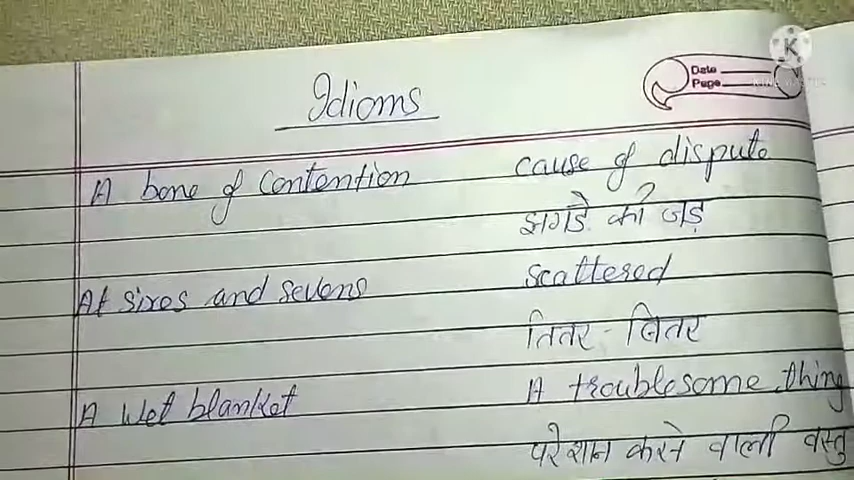 Idioms
Date
Page
A bone of contention cause of dispute
झगडे की जड़
At sixes and sevens scattered
तितर - बितर
A wet blanket A troublesome thing
परेशान करने वाली वस्तु